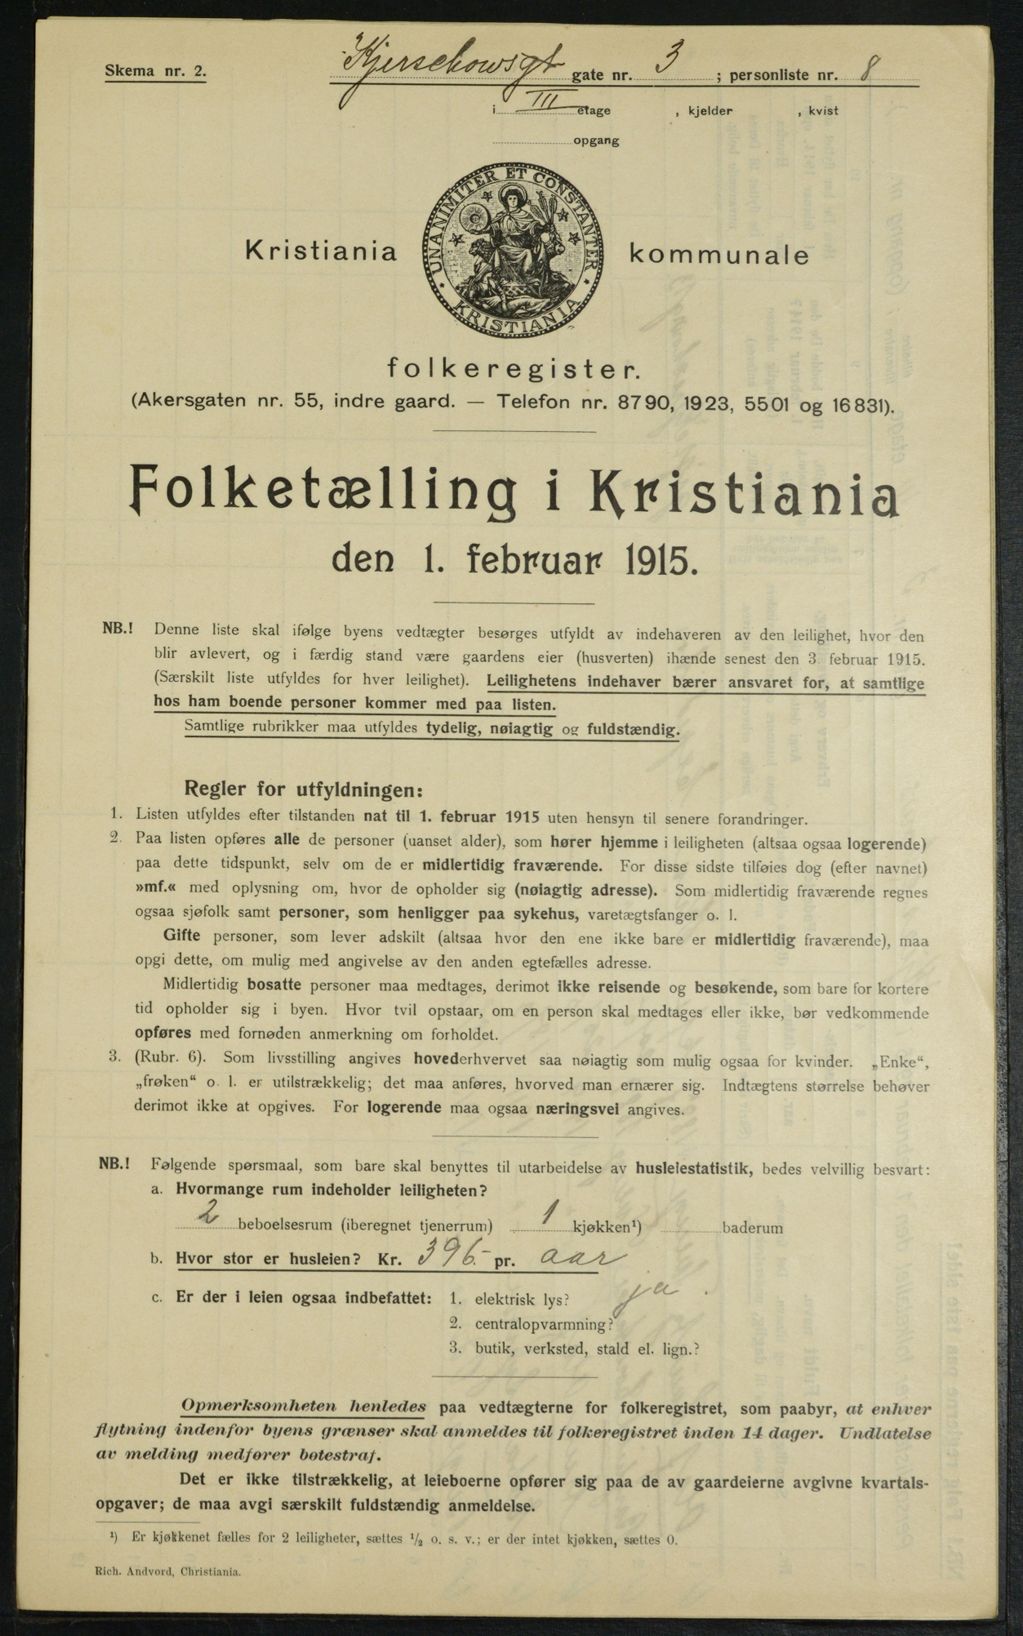 Skema nr. 2.
Kjerschowsgt gate nr. 3 ; personliste nr. 8
i III etage , kjelder , kvist
opgang
UNANIMITER ET CONSTANTER
KRISTIANIA
Kristiania kommunale
folkeregister.
(Akersgaten nr. 55, indre gaard. — Telefon nr. 8790, 1923, 5501 og 16831).
Folketælling i Kristiania
den 1. februar 1915.
NB.! Denne liste skal ifølge byens vedtægter besørges utfyldt av indehaveren av den leilighet, hvor den
blir avlevert, og i færdig stand være gaardens eier (husverten) ihænde senest den 3 februar 1915.
(Særskilt liste utfyldes for hver leilighet). Leilighetens indehaver bærer ansvaret for, at samtlige
hos ham boende personer kommer med paa listen.
Samtlige rubrikker maa utfyldes tydelig, nøiagtig og fuldstændig.
Regler for utfyldningen:
1. Listen utfyldes efter tilstanden nat til 1. februar 1915 uten hensyn til senere forandringer.
2. Paa listen opføres alle de personer (uanset alder), som hører hjemme i leiligheten (altsaa ogsaa logerende)
paa dette tidspunkt, selv om de er midlertidig fraværende. For disse sidste tilføies dog (efter navnet)
»mf.« med oplysning om, hvor de opholder sig (nøiagtig adresse). Som midlertidig fraværende regnes
ogsaa sjøfolk samt personer, som henligger paa sykehus, varetægtsfanger o. l.
Gifte personer, som lever adskilt (altsaa hvor den ene ikke bare er midlertidig fraværende), maa
opgi dette, om mulig med angivelse av den anden egtefælles adresse.
Midlertidig bosatte personer maa medtages, derimot ikke reisende og besøkende, som bare for kortere
tid opholder sig i byen. Hvor tvil opstaar, om en person skal medtages eller ikke, bør vedkommende
opføres med fornøden anmerkning om forholdet.
3. (Rubr. 6). Som livsstilling angives hovederhvervet saa nøiagtig som mulig ogsaa for kvinder. „Enke“,
„frøken“ o. l. er utilstrækkelig; det maa anføres, hvorved man ernærer sig. Indtægtens størrelse behøver
derimot ikke at opgives. For logerende maa ogsaa næringsvei angives.
NB.! Følgende spørsmaal, som bare skal benyttes til utarbeidelse av husleiestatistik, bedes velvillig besvart:
a. Hvormange rum indeholder leiligheten?
2 beboelsesrum (iberegnet tjenerrum) 1 kjøkken¹) baderum
b. Hvor stor er husleien? Kr. 396.- pr. aar
c. Er der i leien ogsaa indbefattet: 1. elektrisk lys? ja.
2. centralopvarmning?
3. butik, verksted, stald el. lign.?
Opmerksomheten henledes paa vedtægterne for folkeregistret, som paabyr, at enhver
flytning indenfor byens grænser skal anmeldes til folkeregistret inden 14 dager. Undlatelse
av melding medfører bøtestraf.
Det er ikke tilstrækkelig, at leieboerne opfører sig paa de av gaardeierne avgivne kvartals-
opgaver; de maa avgi særskilt fuldstændig anmeldelse.
¹) Er kjøkkenet fælles for 2 leiligheter, sættes ½ o. s. v.; er der intet kjøkken, sættes 0.
Rich. Andvord, Christiania.